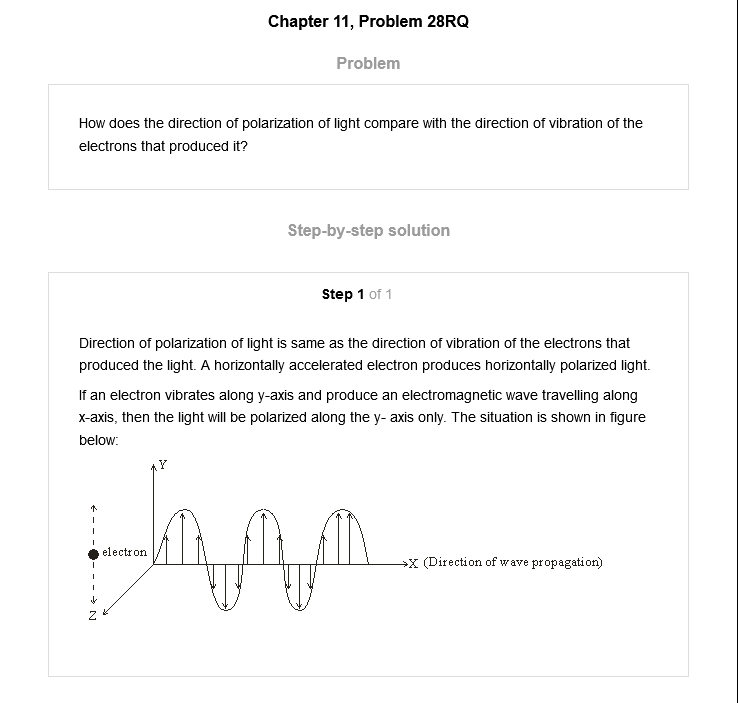 Chapter 11, Problem 28RQ
Problem
How does the direction of polarization of light compare with the direction of vibration of the
electrons that produced it?
Step-by-step solution
Step 1 of 1
Direction of polarization of light is same as the direction of vibration of the electrons that
produced the light. A horizontally accelerated electron produces horizontally polarized light.
If an electron vibrates along y-axis and produce an electromagnetic wave travelling along
x-axis, then the light will be polarized along the y- axis only. The situation is shown in figure
below:
Y
electron
X (Direction of wave propagation)
Z